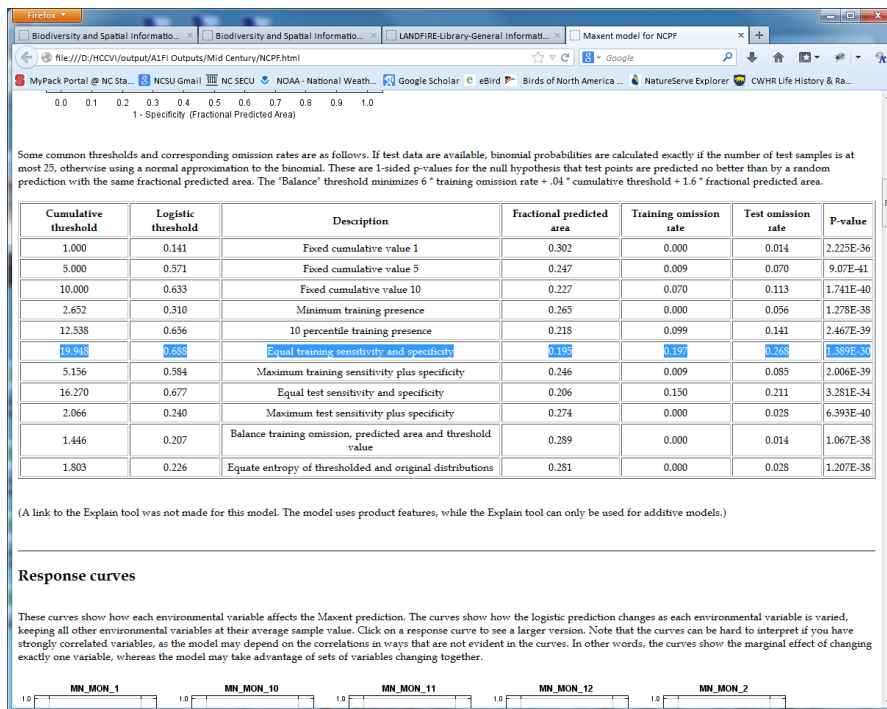 Firefox
Biodiversity and Spatial Informatio... ×
Biodiversity and Spatial Informatio... ×
LANDFIRE-Library-General Informati... ×
Maxent model for NCPF ×
file:///D:/HCCVI/output/A1FI Outputs/Mid Century/NCPF.html
Google
MyPack Portal @ NC Sta... NCSU Gmail NC SECU NOAA - National Weath... Google Scholar eBird Birds of North America ... NatureServe Explorer CWHR Life History & Ra...
0.0 0.1 0.2 0.3 0.4 0.5 0.6 0.7 0.8 0.9 1.0
1 - Specificity (Fractional Predicted Area)
Some common thresholds and corresponding omission rates are as follows. If test data are available, binomial probabilities are calculated exactly if the number of test samples is at
most 25, otherwise using a normal approximation to the binomial. These are 1-sided p-values for the null hypothesis that test points are predicted no better than by a random
prediction with the same fractional predicted area. The "Balance" threshold minimizes 6 * training omission rate + .04 * cumulative threshold + 1.6 * fractional predicted area.
Cumulative threshold Logistic threshold Description Fractional predicted area Training omission rate Test omission rate P-value
1.000 0.141 Fixed cumulative value 1 0.302 0.000 0.014 2.225E-36
5.000 0.571 Fixed cumulative value 5 0.247 0.009 0.070 9.07E-41
10.000 0.633 Fixed cumulative value 10 0.227 0.070 0.113 1.741E-40
2.652 0.310 Minimum training presence 0.265 0.000 0.056 1.278E-38
12.538 0.656 10 percentile training presence 0.218 0.099 0.141 2.467E-39
19.948 0.688 Equal training sensitivity and specificity 0.195 0.197 0.268 1.389E-30
5.156 0.584 Maximum training sensitivity plus specificity 0.246 0.009 0.085 2.006E-39
16.270 0.677 Equal test sensitivity and specificity 0.206 0.150 0.211 3.281E-34
2.066 0.240 Maximum test sensitivity plus specificity 0.274 0.000 0.028 6.393E-40
1.446 0.207 Balance training omission, predicted area and threshold value 0.289 0.000 0.014 1.067E-38
1.803 0.226 Equate entropy of thresholded and original distributions 0.281 0.000 0.028 1.207E-38
(A link to the Explain tool was not made for this model. The model uses product features, while the Explain tool can only be used for additive models.)
Response curves
These curves show how each environmental variable affects the Maxent prediction. The curves show how the logistic prediction changes as each environmental variable is varied,
keeping all other environmental variables at their average sample value. Click on a response curve to see a larger version. Note that the curves can be hard to interpret if you have
strongly correlated variables, as the model may depend on the correlations in ways that are not evident in the curves. In other words, the curves show the marginal effect of changing
exactly one variable, whereas the model may take advantage of sets of variables changing together.
MN_MON_1 MN_MON_10 MN_MON_11 MN_MON_12 MN_MON_2
1.0 1.0 1.0 1.0 1.0